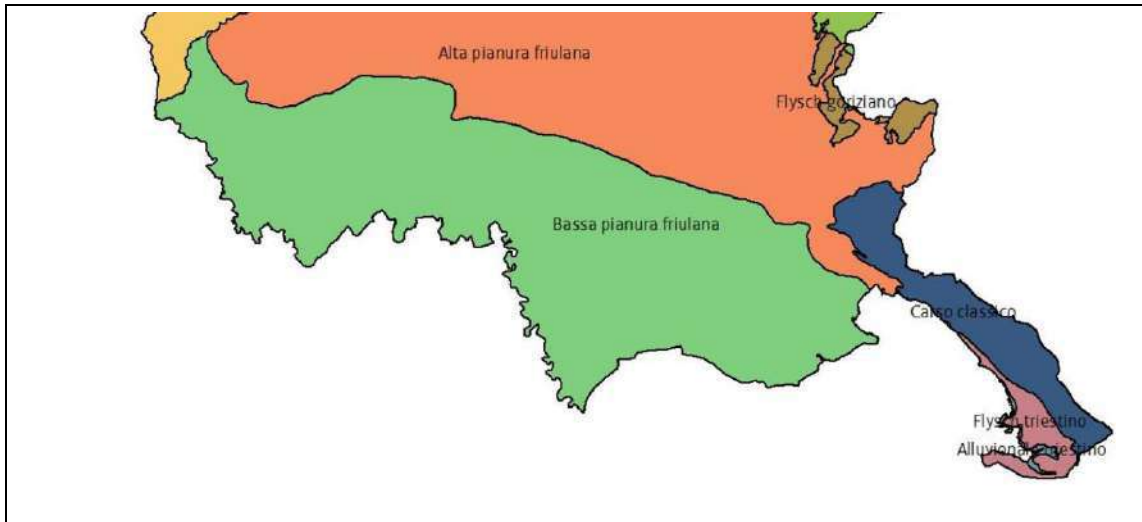 Alta pianura friulana
Flysch goriziano
Bassa pianura friulana
Carso classico
Flysch triestino
Alluvionale triestino